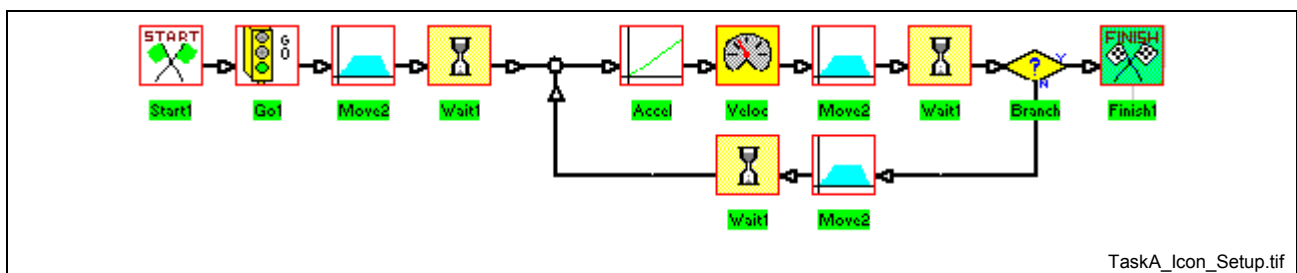 START
GO
FINISH
Start1
Go1
Move2
Wait1
Accel
Veloc
Move2
Wait1
?
Y
N
Branch
Finish1
Wait1
Move2
TaskA_Icon_Setup.tif